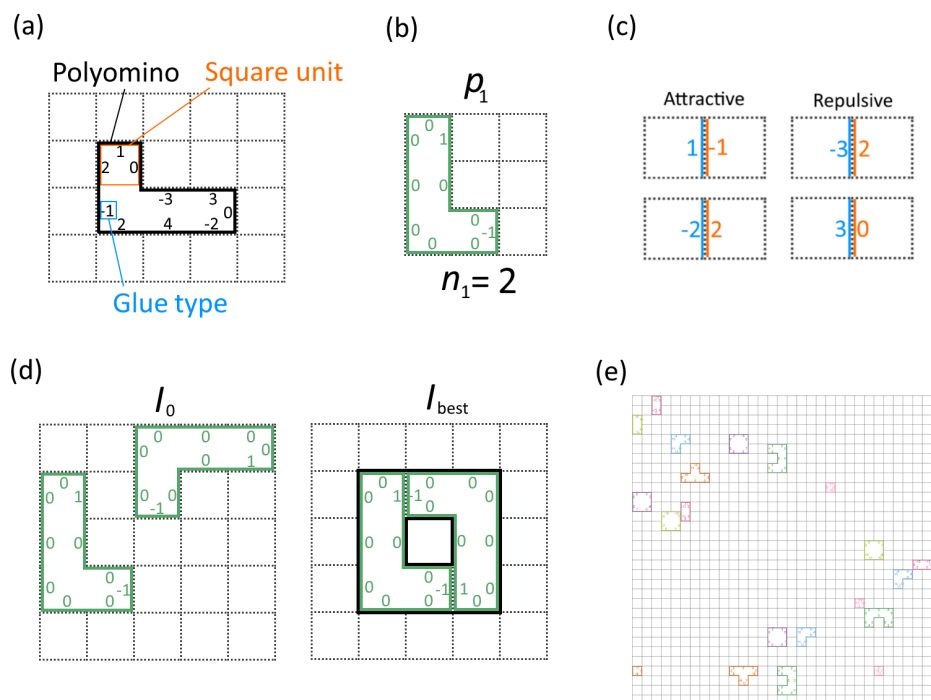 (a)
Polyomino
Square unit
1
2 0
-3 3
-1 0
2 4 -2
Glue type
(b)
p1
0
0 1
0 0
0
0 -1
0 0
n1 = 2
(c)
Attractive
Repulsive
1 -1
-3 2
-2 2
3 0
(d)
I0
0 0 0
0 0
0 1
0 0
-1
0
0 1
0 0
0
0 -1
0 0
Ibest
0 0 0
0 1 -1 0
0
0 0 0 0
0
0 -1 1 0
0 0 0
(e)